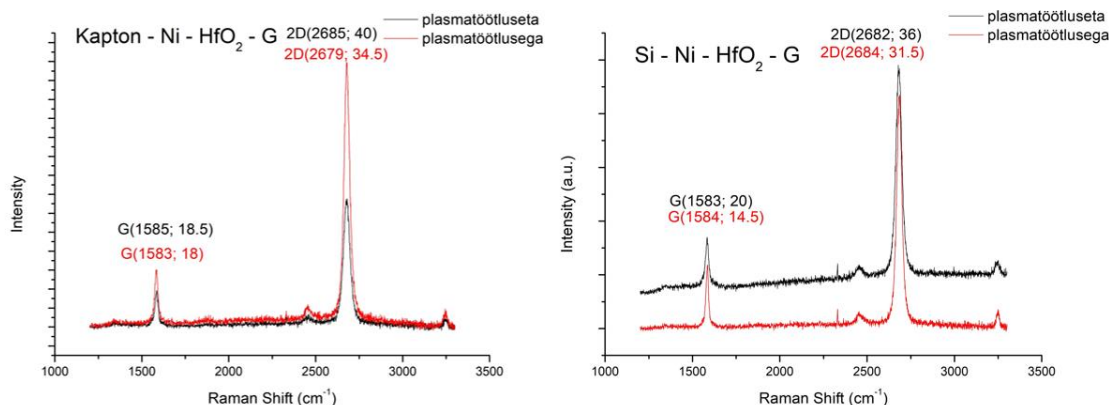 Kapton - Ni - HfO₂ - G
plasmatöötluseta
plasmatöötlusega
2D(2685; 40)
2D(2679; 34.5)
G(1585; 18.5)
G(1583; 18)
Intensity
1000 1500 2000 2500 3000 3500
Raman Shift (cm⁻¹)
Si - Ni - HfO₂ - G
plasmatöötluseta
plasmatöötlusega
2D(2682; 36)
2D(2684; 31.5)
G(1583; 20)
G(1584; 14.5)
Intensity (a.u.)
1000 1500 2000 2500 3000 3500
Raman Shift (cm⁻¹)